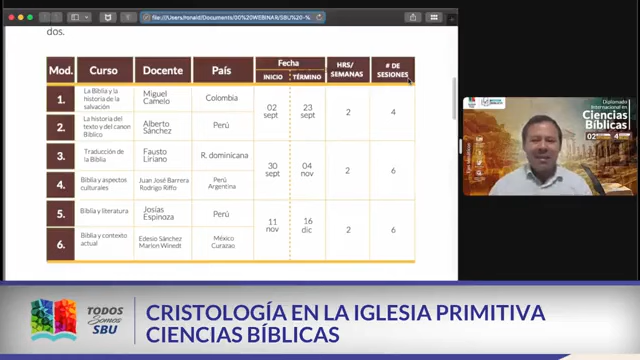 file:///Users/ronald/Documents/00%20WEBINAR/SBU%20-%
dos.
Mod. Curso Docente País Fecha HRS/ SEMANAS # DE SESIONES
INICIO TÉRMINO
1. La Biblia y la historia de la salvación Miguel Camelo Colombia 02 sept 23 sept 2 4
2. La historia del texto y del canon Bíblico Alberto Sánchez Perú
3. Traducción de la Biblia Fausto Liriano R. dominicana 30 sept 04 nov 2 6
4. Biblia y aspectos culturales Juan José Barrera Rodrigo Riffo Perú Argentina
5. Biblia y literatura Josías Espinoza Perú 11 nov 16 dic 2 6
6. Biblia y contexto actual Edesio Sánchez Marlon Winedt México Curazao
Diplomado
Internacional en
Ciencias
Bíblicas
02
4
TODOS
Somos
SBU
CRISTOLOGÍA EN LA IGLESIA PRIMITIVA
CIENCIAS BÍBLICAS